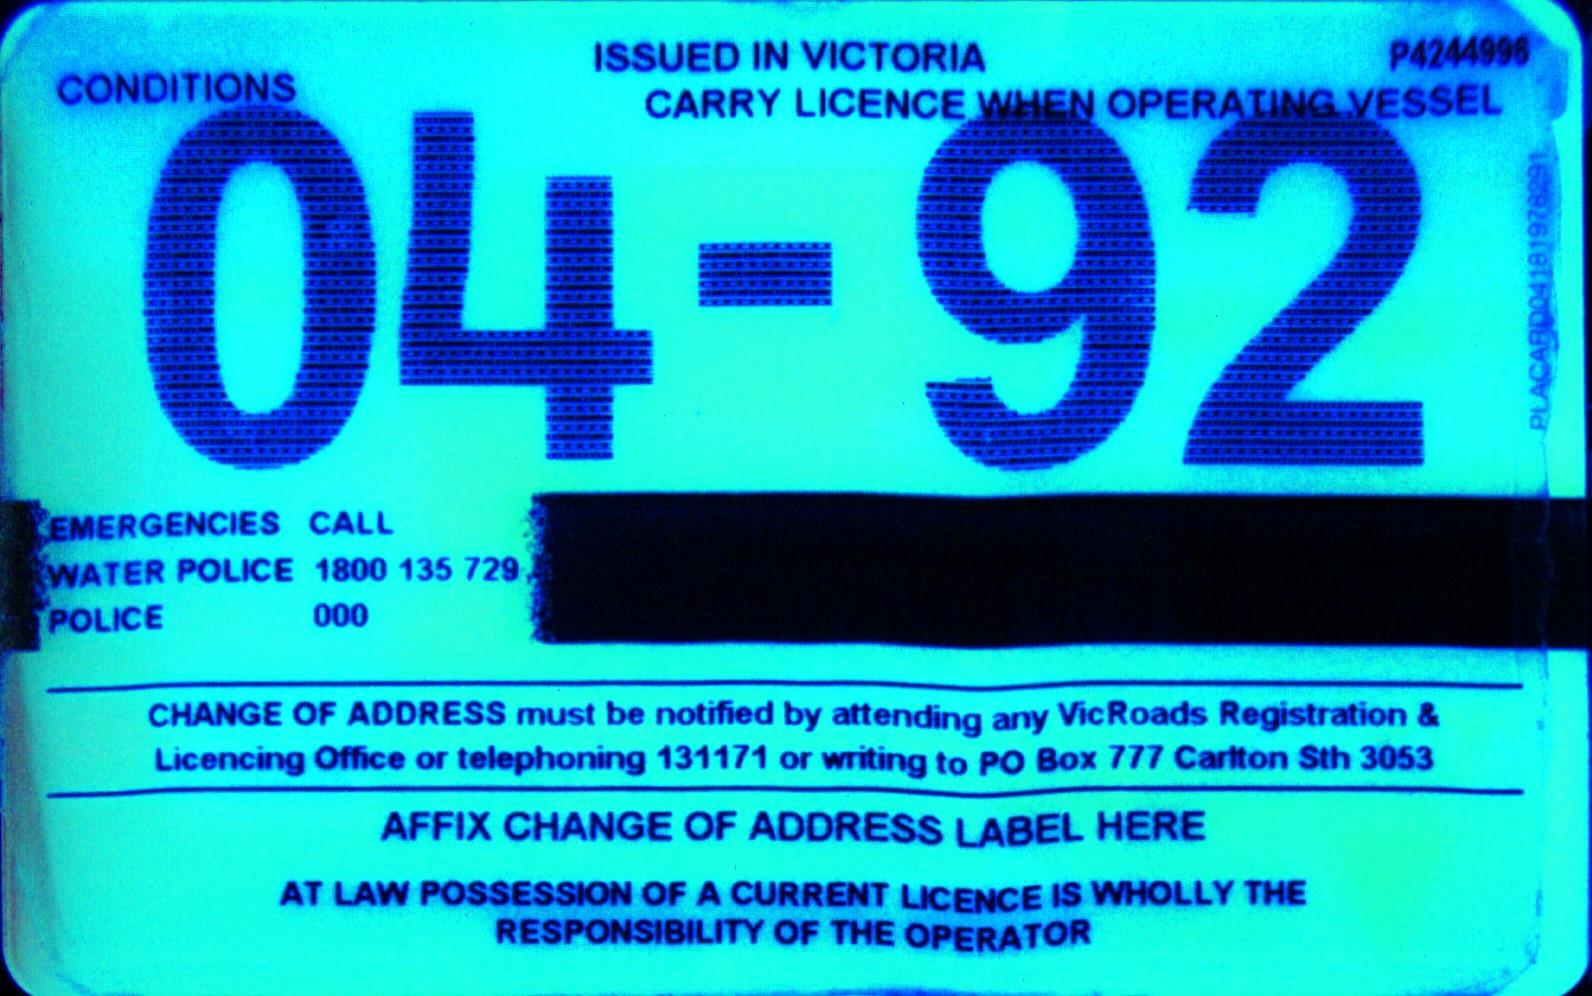 ISSUED IN VICTORIA
P4244996
CONDITIONS
CARRY LICENCE WHEN OPERATING VESSEL
04-92
PLACARD04181976291
EMERGENCIES CALL
WATER POLICE 1800 135 729
POLICE 000
CHANGE OF ADDRESS must be notified by attending any VicRoads Registration &
Licencing Office or telephoning 131171 or writing to PO Box 777 Carlton Sth 3053
AFFIX CHANGE OF ADDRESS LABEL HERE
AT LAW POSSESSION OF A CURRENT LICENCE IS WHOLLY THE
RESPONSIBILITY OF THE OPERATOR